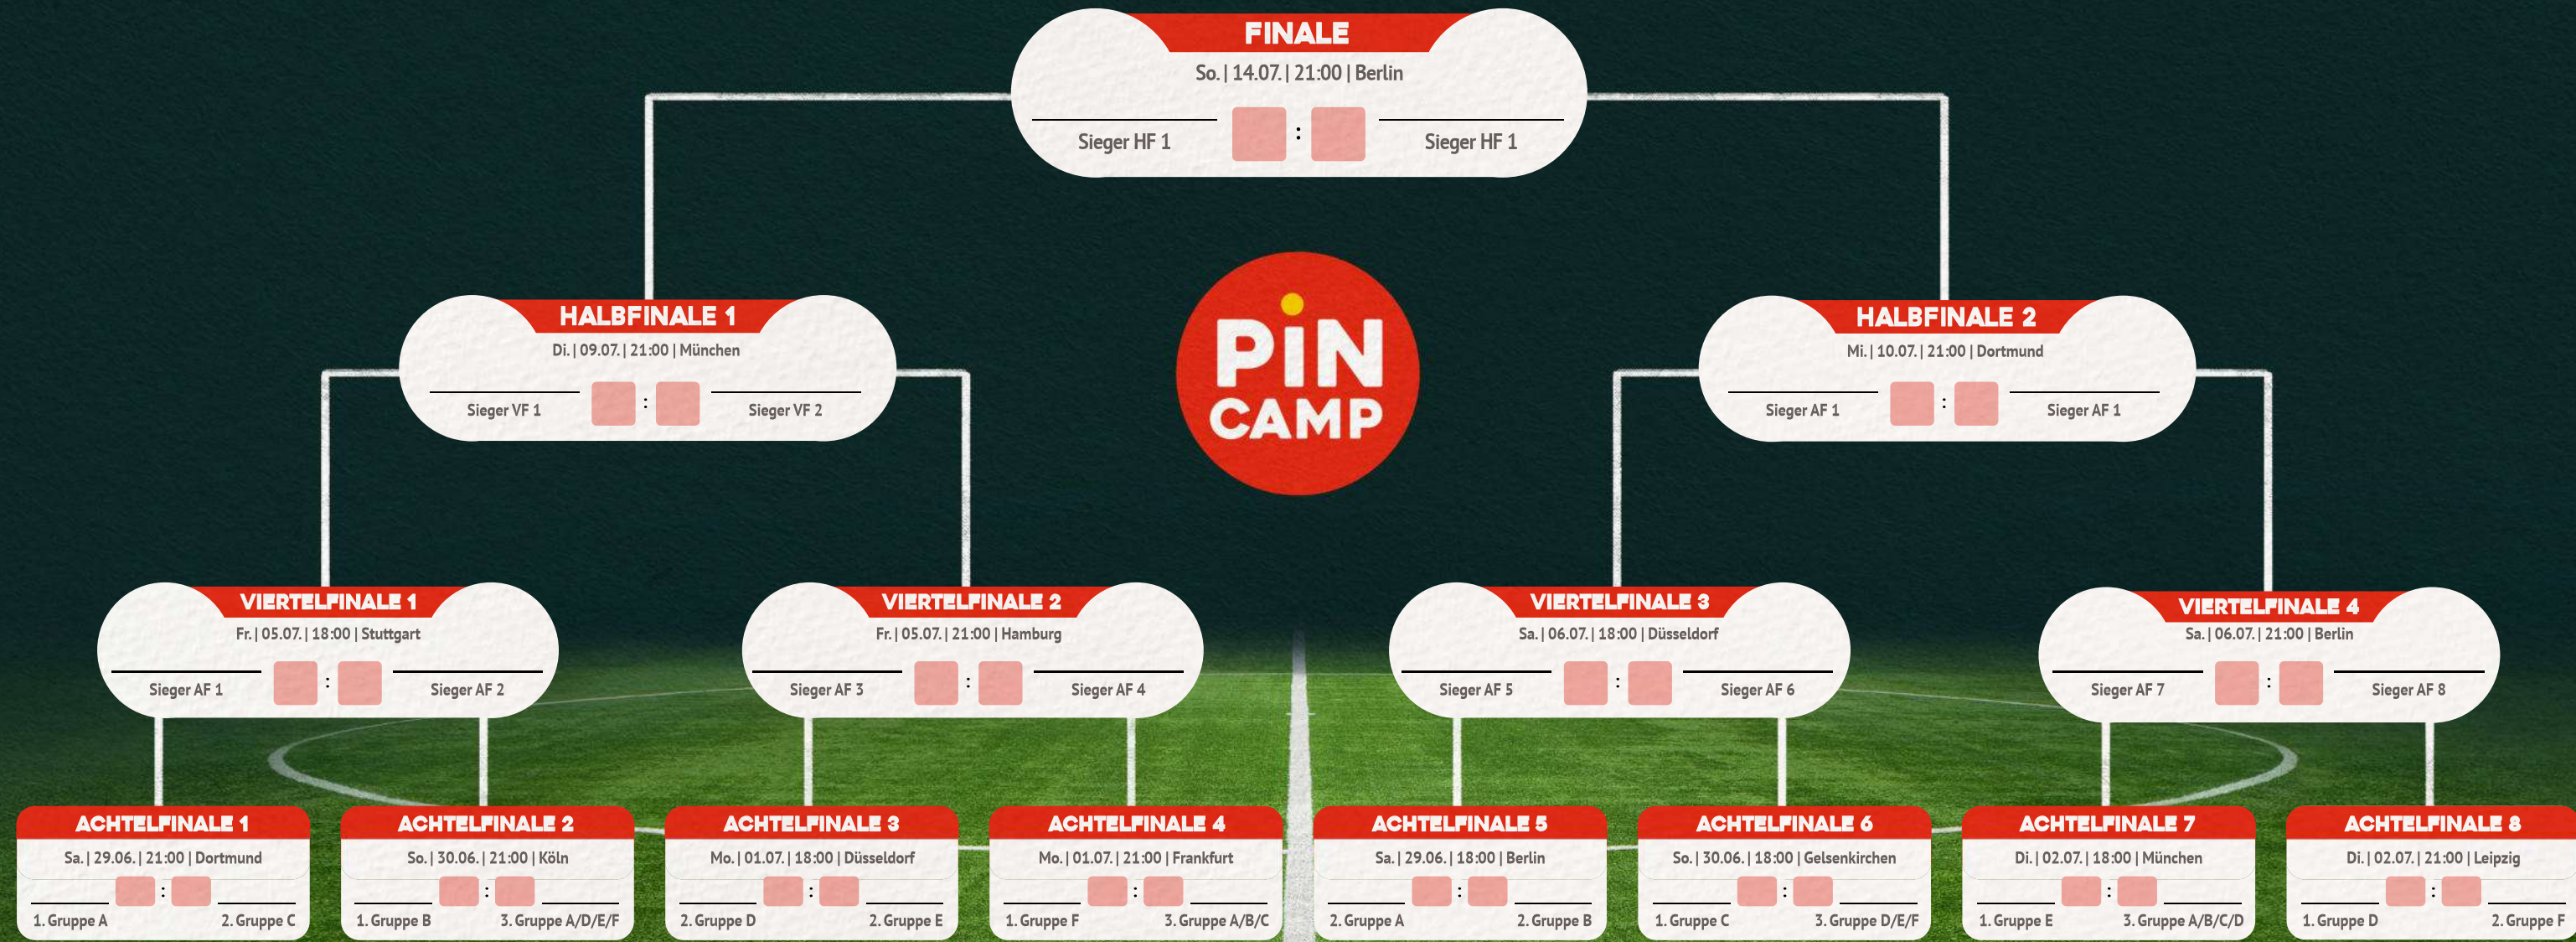 FINALE
So. | 14.07. | 21:00 | Berlin
:
Sieger HF 1
Sieger HF 1
PiN
CAMP
HALBFINALE 1
Di. | 09.07. | 21:00 | München
:
Sieger VF 1
Sieger VF 2
HALBFINALE 2
Mi. | 10.07. | 21:00 | Dortmund
:
Sieger AF 1
Sieger AF 1
VIERTELFINALE 1
Fr. | 05.07. | 18:00 | Stuttgart
:
Sieger AF 1
Sieger AF 2
VIERTELFINALE 2
Fr. | 05.07. | 21:00 | Hamburg
:
Sieger AF 3
Sieger AF 4
VIERTELFINALE 3
Sa. | 06.07. | 18:00 | Düsseldorf
:
Sieger AF 5
Sieger AF 6
VIERTELFINALE 4
Sa. | 06.07. | 21:00 | Berlin
:
Sieger AF 7
Sieger AF 8
ACHTELFINALE 1
Sa. | 29.06. | 21:00 | Dortmund
:
1. Gruppe A
2. Gruppe C
ACHTELFINALE 2
So. | 30.06. | 21:00 | Köln
:
1. Gruppe B
3. Gruppe A/D/E/F
ACHTELFINALE 3
Mo. | 01.07. | 18:00 | Düsseldorf
:
2. Gruppe D
2. Gruppe E
ACHTELFINALE 4
Mo. | 01.07. | 21:00 | Frankfurt
:
1. Gruppe F
3. Gruppe A/B/C
ACHTELFINALE 5
Sa. | 29.06. | 18:00 | Berlin
:
2. Gruppe A
2. Gruppe B
ACHTELFINALE 6
So. | 30.06. | 18:00 | Gelsenkirchen
:
1. Gruppe C
3. Gruppe D/E/F
ACHTELFINALE 7
Di. | 02.07. | 18:00 | München
:
1. Gruppe E
3. Gruppe A/B/C/D
ACHTELFINALE 8
Di. | 02.07. | 21:00 | Leipzig
:
1. Gruppe D
2. Gruppe F